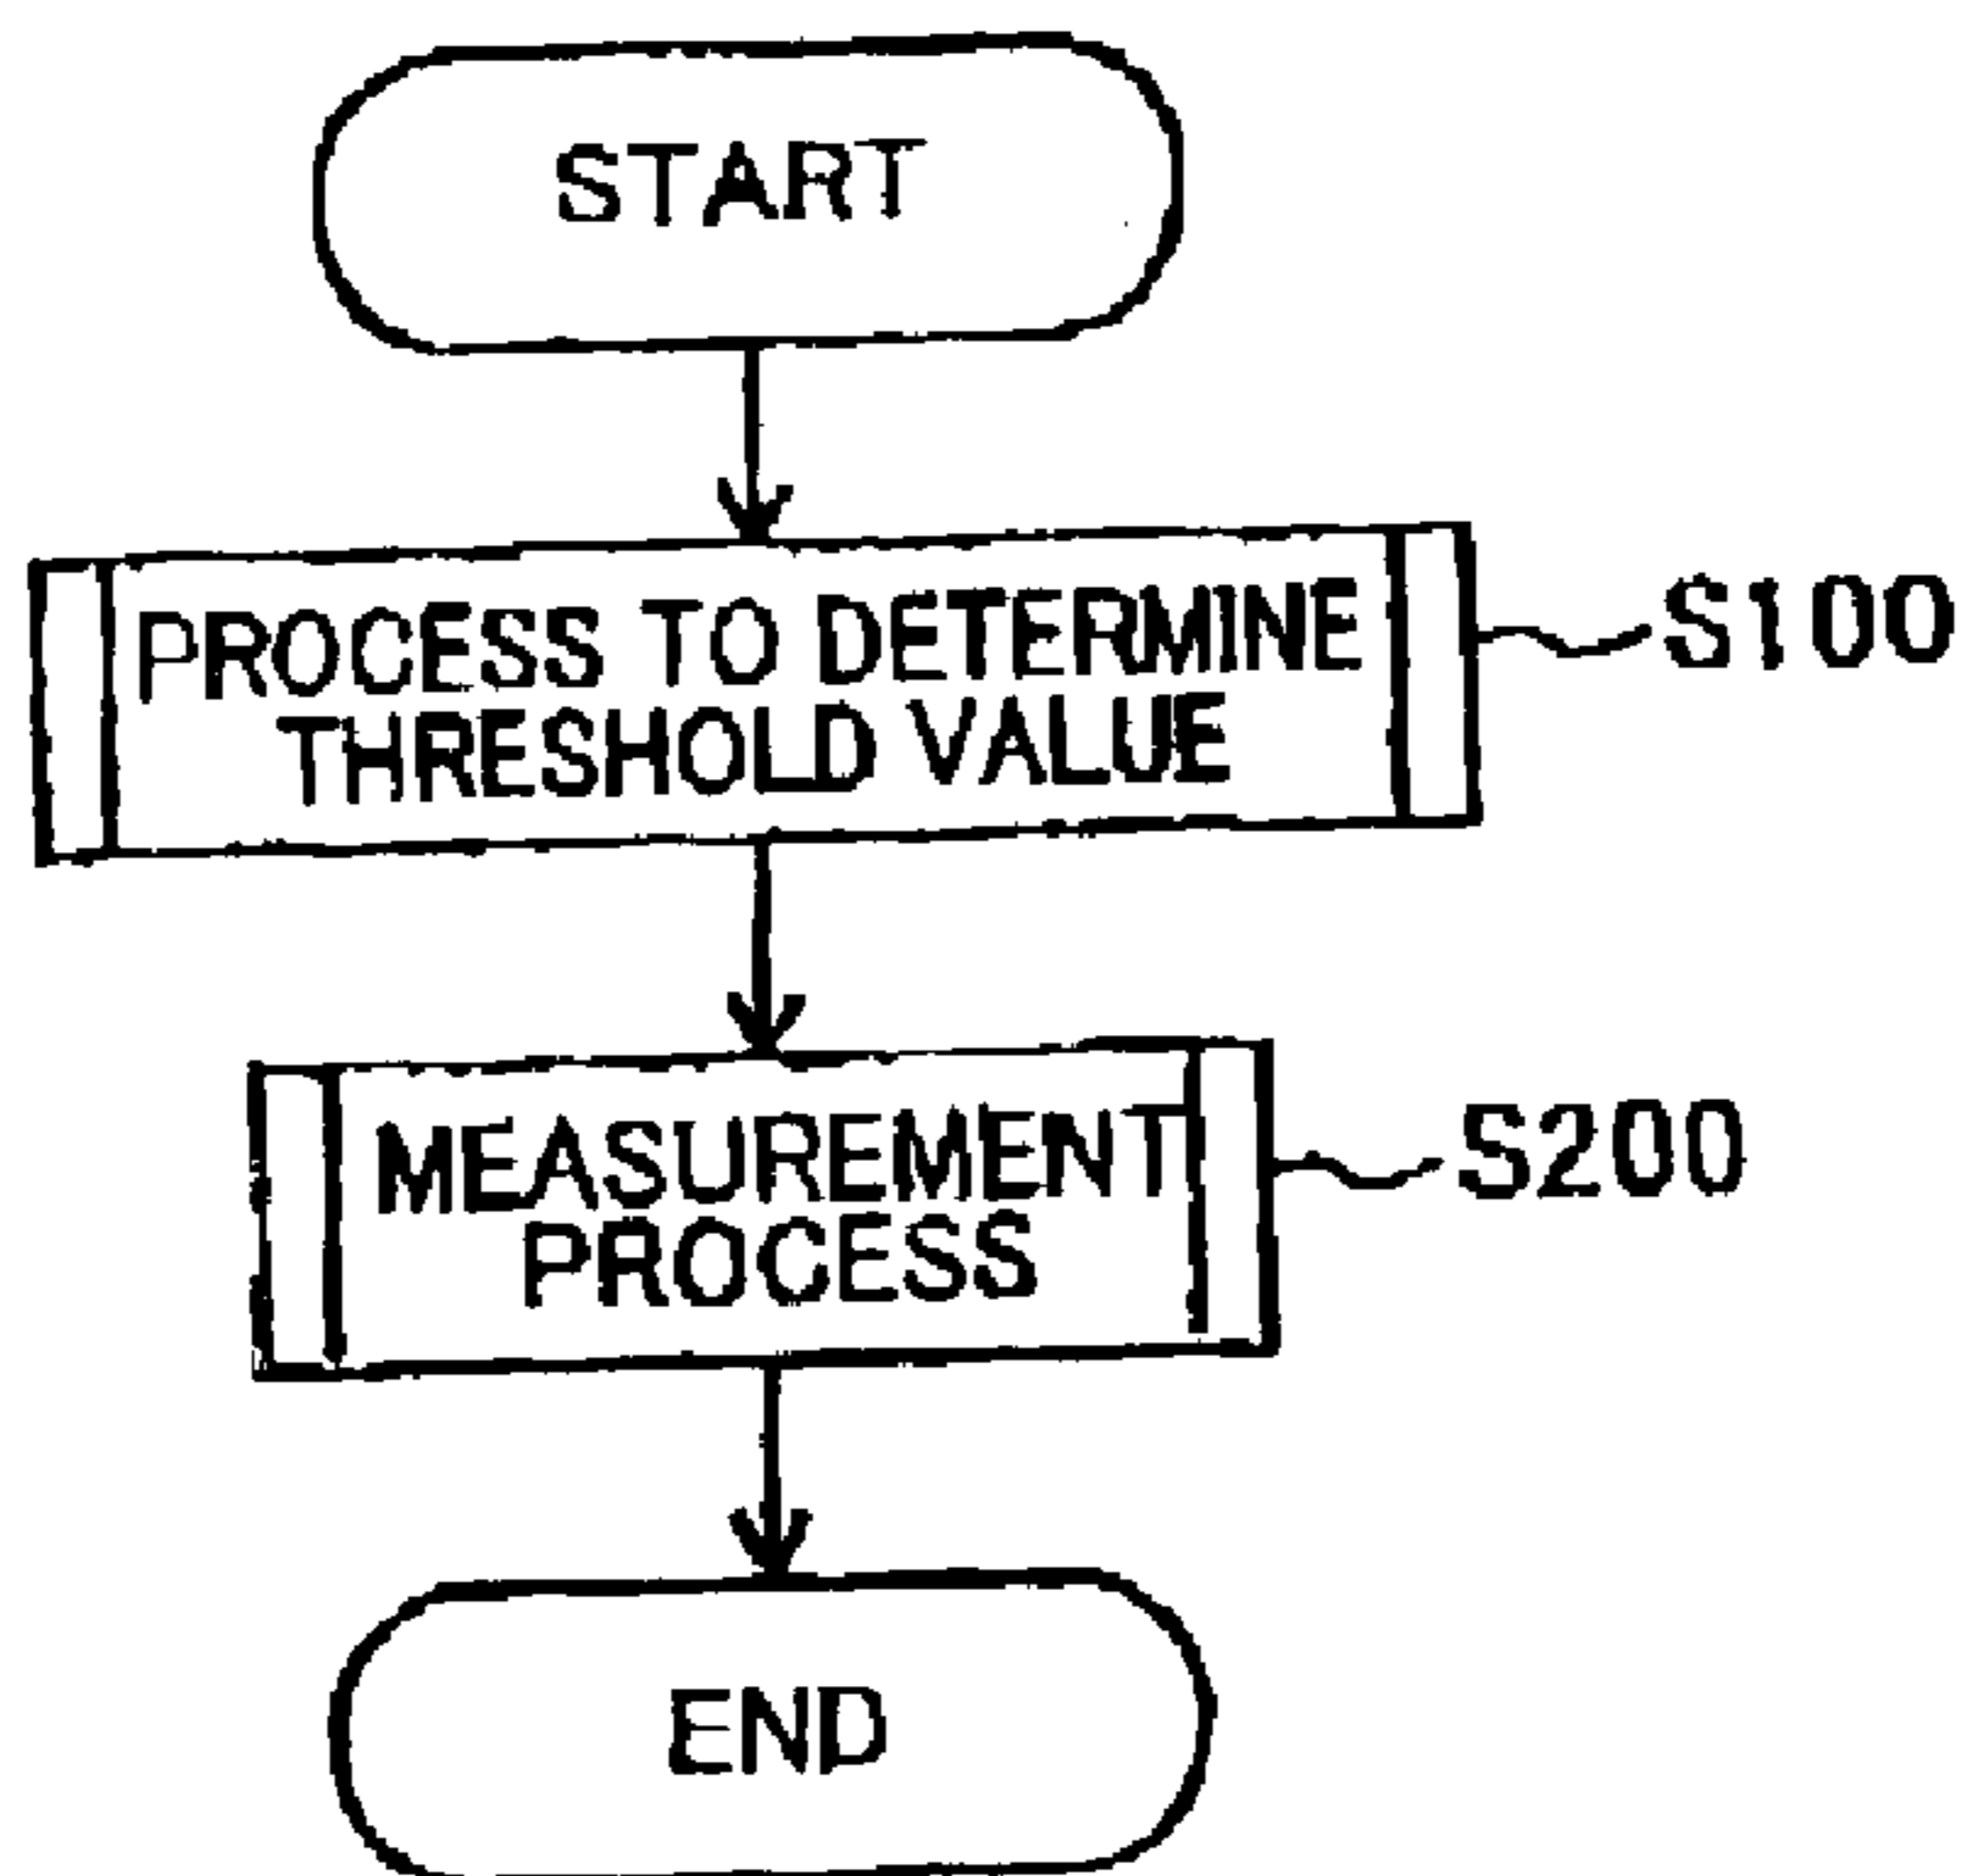 START
PROCESS TO DETERMINE
THRESHOLD VALUE
S100
MEASUREMENT
PROCESS
S200
END